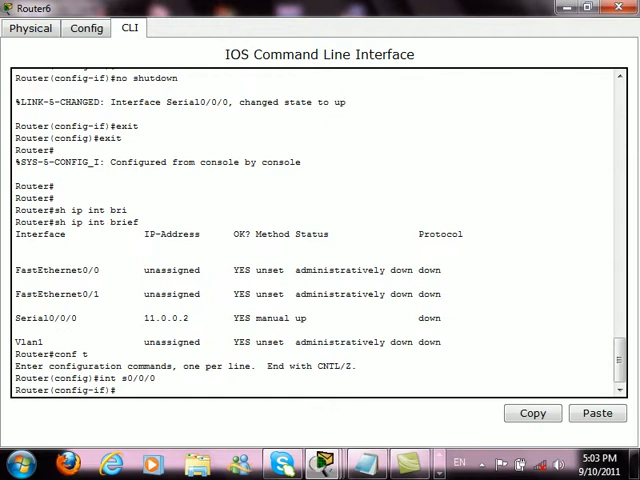 Router6
Physical Config CLI
IOS Command Line Interface
Router(config-if)#no shutdown
%LINK-5-CHANGED: Interface Serial0/0/0, changed state to up
Router(config-if)#exit
Router(config)#exit
Router#
%SYS-5-CONFIG_I: Configured from console by console
Router#
Router#
Router#sh ip int bri
Router#sh ip int brief
Interface IP-Address OK? Method Status Protocol
FastEthernet0/0 unassigned YES unset administratively down down
FastEthernet0/1 unassigned YES unset administratively down down
Serial0/0/0 11.0.0.2 YES manual up down
Vlan1 unassigned YES unset administratively down down
Router#conf t
Enter configuration commands, one per line. End with CNTL/Z.
Router(config)#int s0/0/0
Router(config-if)#
Copy Paste
EN 5:03 PM
9/10/2011